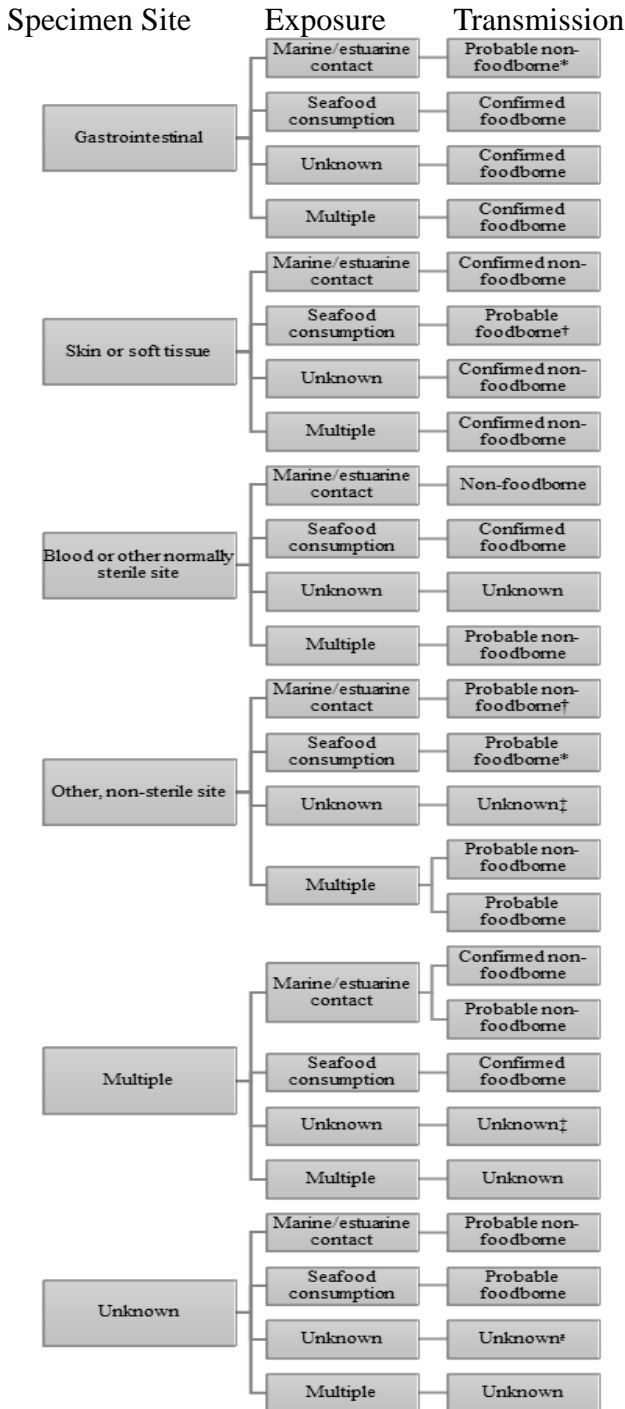 Specimen Site Exposure Transmission
Gastrointestinal
Marine/estuarine
contact
Probable non-
foodborne*
Seafood
consumption
Confirmed
foodborne
Unknown
Confirmed
foodborne
Multiple
Confirmed
foodborne
Skin or soft tissue
Marine/estuarine
contact
Confirmed non-
foodborne
Seafood
consumption
Probable
foodborne†
Unknown
Confirmed non-
foodborne
Multiple
Confirmed non-
foodborne
Blood or other normally
sterile site
Marine/estuarine
contact
Non-foodborne
Seafood
consumption
Confirmed
foodborne
Unknown
Unknown
Multiple
Probable non-
foodborne
Other, non-sterile site
Marine/estuarine
contact
Probable non-
foodborne†
Seafood
consumption
Probable
foodborne*
Unknown
Unknown‡
Multiple
Probable non-
foodborne
Probable
foodborne
Multiple
Marine/estuarine
contact
Confirmed non-
foodborne
Probable non-
foodborne
Seafood
consumption
Confirmed
foodborne
Unknown
Unknown‡
Multiple
Unknown
Unknown
Marine/estuarine
contact
Probable non-
foodborne
Seafood
consumption
Probable
foodborne
Unknown
Unknown
Multiple
Unknown